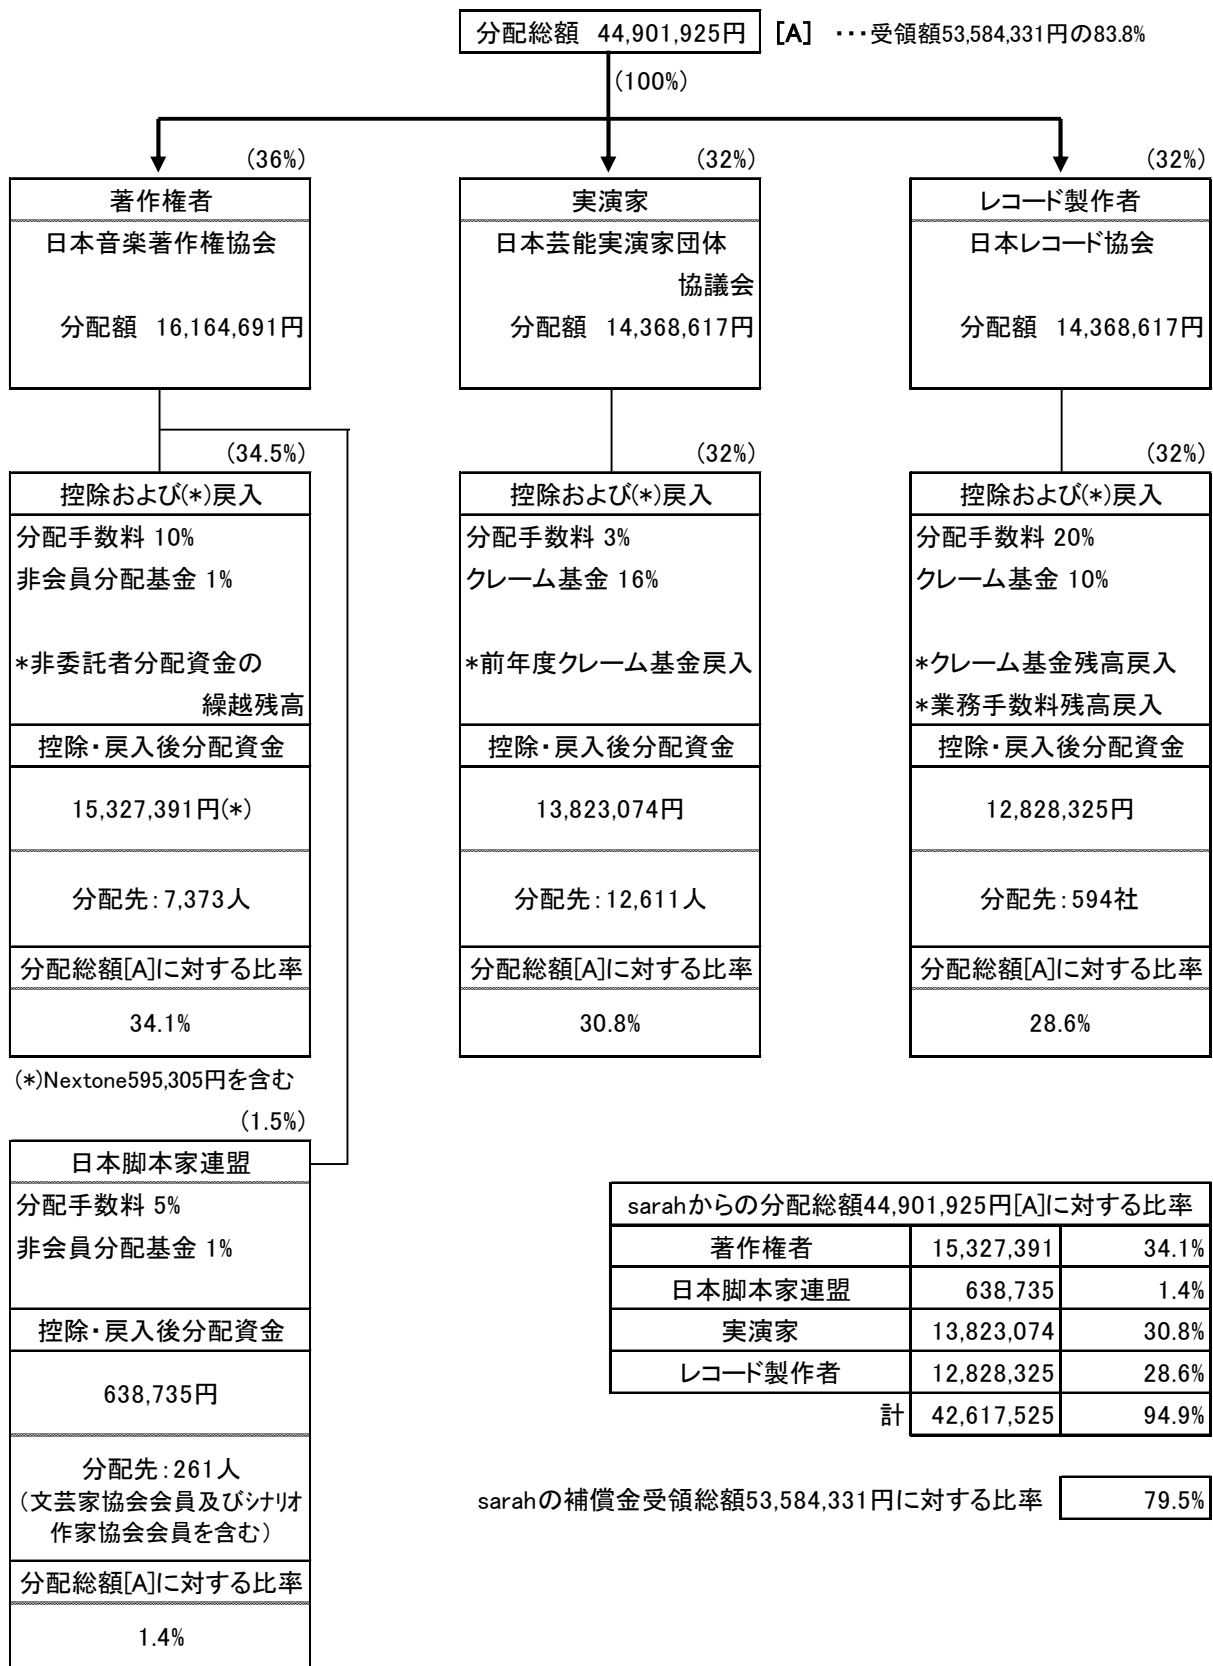 分配総額 44,901,925円 [A] ・・・受領額53,584,331円の83.8%
(100%)
(36%)
著作権者
日本音楽著作権協会
分配額 16,164,691円
(32%)
実演家
日本芸能実演家団体
協議会
分配額 14,368,617円
(32%)
レコード製作者
日本レコード協会
分配額 14,368,617円
(34.5%)
控除および(*)戻入
分配手数料 10%
非会員分配基金 1%
*非委託者分配資金の
繰越残高
控除・戻入後分配資金
15,327,391円(*)
分配先:7,373人
分配総額[A]に対する比率
34.1%
(*)Nextone595,305円を含む
(32%)
控除および(*)戻入
分配手数料 3%
クレーム基金 16%
*前年度クレーム基金戻入
控除・戻入後分配資金
13,823,074円
分配先:12,611人
分配総額[A]に対する比率
30.8%
(32%)
控除および(*)戻入
分配手数料 20%
クレーム基金 10%
*クレーム基金残高戻入
*業務手数料残高戻入
控除・戻入後分配資金
12,828,325円
分配先:594社
分配総額[A]に対する比率
28.6%
(1.5%)
日本脚本家連盟
分配手数料 5%
非会員分配基金 1%
控除・戻入後分配資金
638,735円
分配先:261人
(文芸家協会会員及びシナリオ
作家協会会員を含む)
分配総額[A]に対する比率
1.4%
sarahからの分配総額44,901,925円[A]に対する比率
著作権者 15,327,391 34.1%
日本脚本家連盟 638,735 1.4%
実演家 13,823,074 30.8%
レコード製作者 12,828,325 28.6%
計 42,617,525 94.9%
sarahの補償金受領総額53,584,331円に対する比率 79.5%